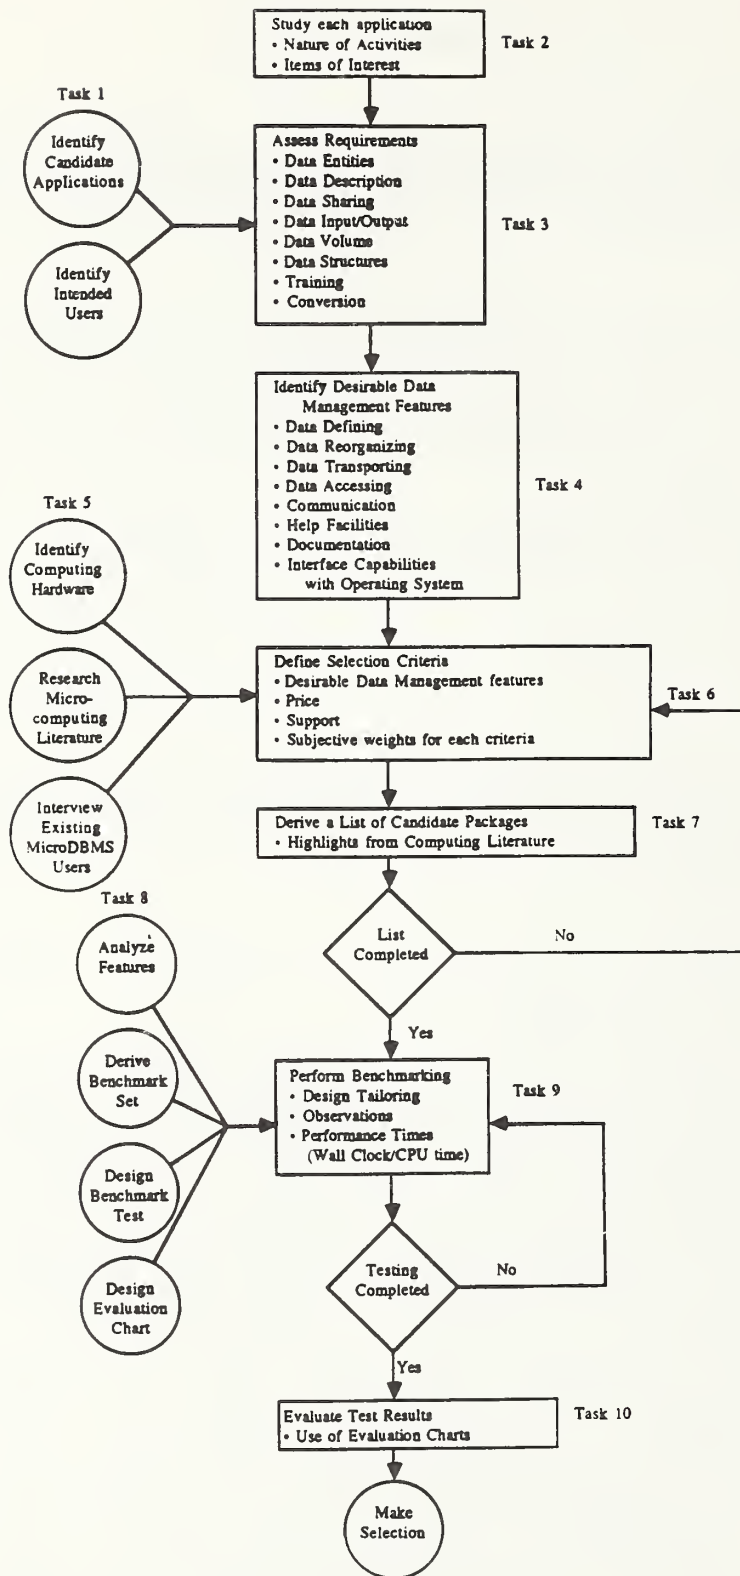 Study each application
• Nature of Activities
• Items of Interest
Task 2
Task 1
Identify
Candidate
Applications
Identify
Intended
Users
Assess Requirements
• Data Entities
• Data Description
• Data Sharing
• Data Input/Output
• Data Volume
• Data Structures
• Training
• Conversion
Task 3
Identify Desirable Data
Management Features
• Data Defining
• Data Reorganizing
• Data Transporting
• Data Accessing
• Communication
• Help Facilities
• Documentation
• Interface Capabilities
with Operating System
Task 4
Task 5
Identify
Computing
Hardware
Research
Micro-
computing
Literature
Interview
Existing
MicroDBMS
Users
Define Selection Criteria
• Desirable Data Management features
• Price
• Support
• Subjective weights for each criteria
Task 6
Derive a List of Candidate Packages
• Highlights from Computing Literature
Task 7
List
Completed
No
Yes
Task 8
Analyze
Features
Derive
Benchmark
Set
Design
Benchmark
Test
Design
Evaluation
Chart
Perform Benchmarking
• Design Tailoring
• Observations
• Performance Times
(Wall Clock/CPU time)
Task 9
Testing
Completed
No
Yes
Evaluate Test Results
• Use of Evaluation Charts
Task 10
Make
Selection